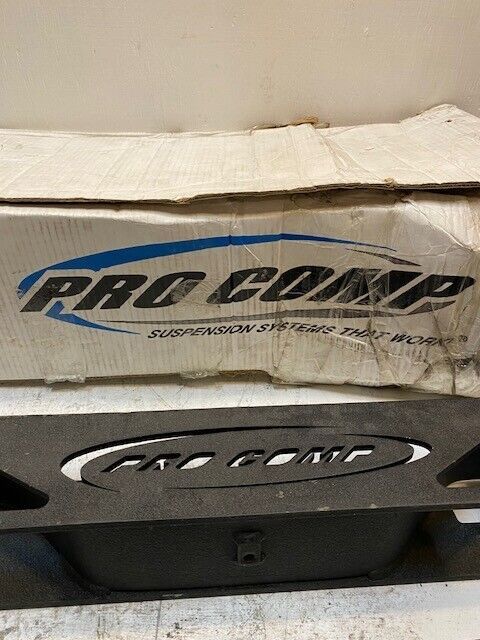 PRO COMP
SUSPENSION SYSTEMS THAT WORK!®
PRO COMP